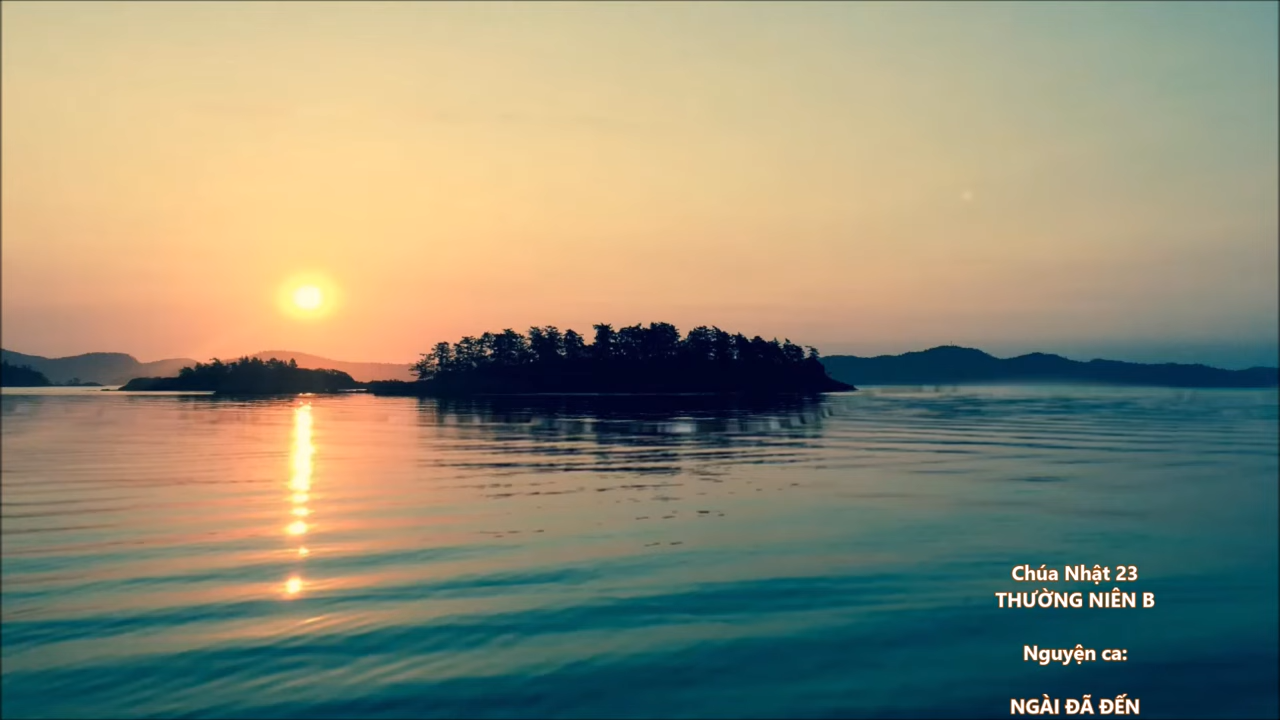 Chúa Nhật 23
THƯỜNG NIÊN B
Nguyện ca:
NGÀI ĐÃ ĐẾN